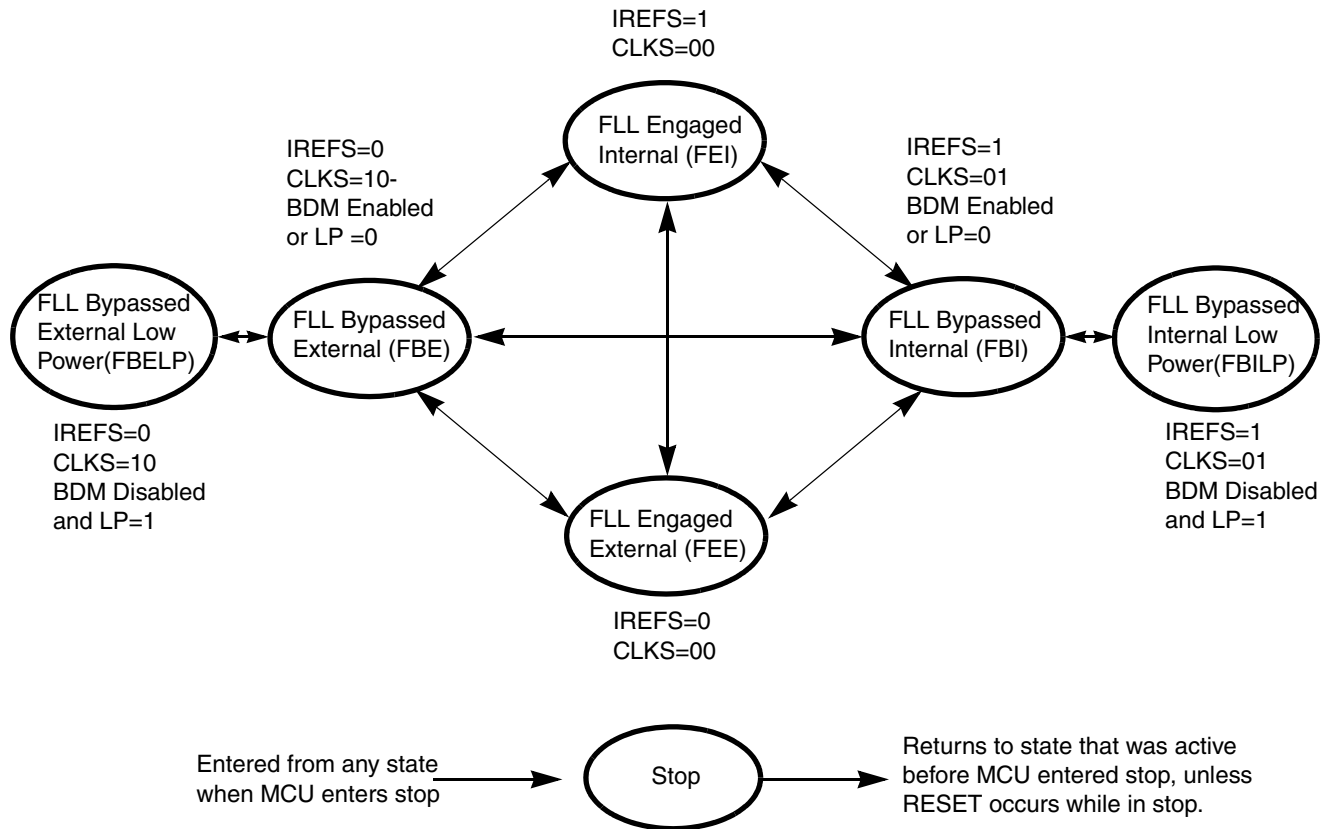 IREFS=1
CLKS=00
FLL Engaged
Internal (FEI)
IREFS=0
CLKS=10-
BDM Enabled
or LP =0
IREFS=1
CLKS=01
BDM Enabled
or LP=0
FLL Bypassed
External Low
Power(FBELP)
FLL Bypassed
External (FBE)
FLL Bypassed
Internal (FBI)
FLL Bypassed
Internal Low
Power(FBILP)
IREFS=0
CLKS=10
BDM Disabled
and LP=1
IREFS=1
CLKS=01
BDM Disabled
and LP=1
FLL Engaged
External (FEE)
IREFS=0
CLKS=00
Entered from any state
when MCU enters stop
Stop
Returns to state that was active
before MCU entered stop, unless
RESET occurs while in stop.